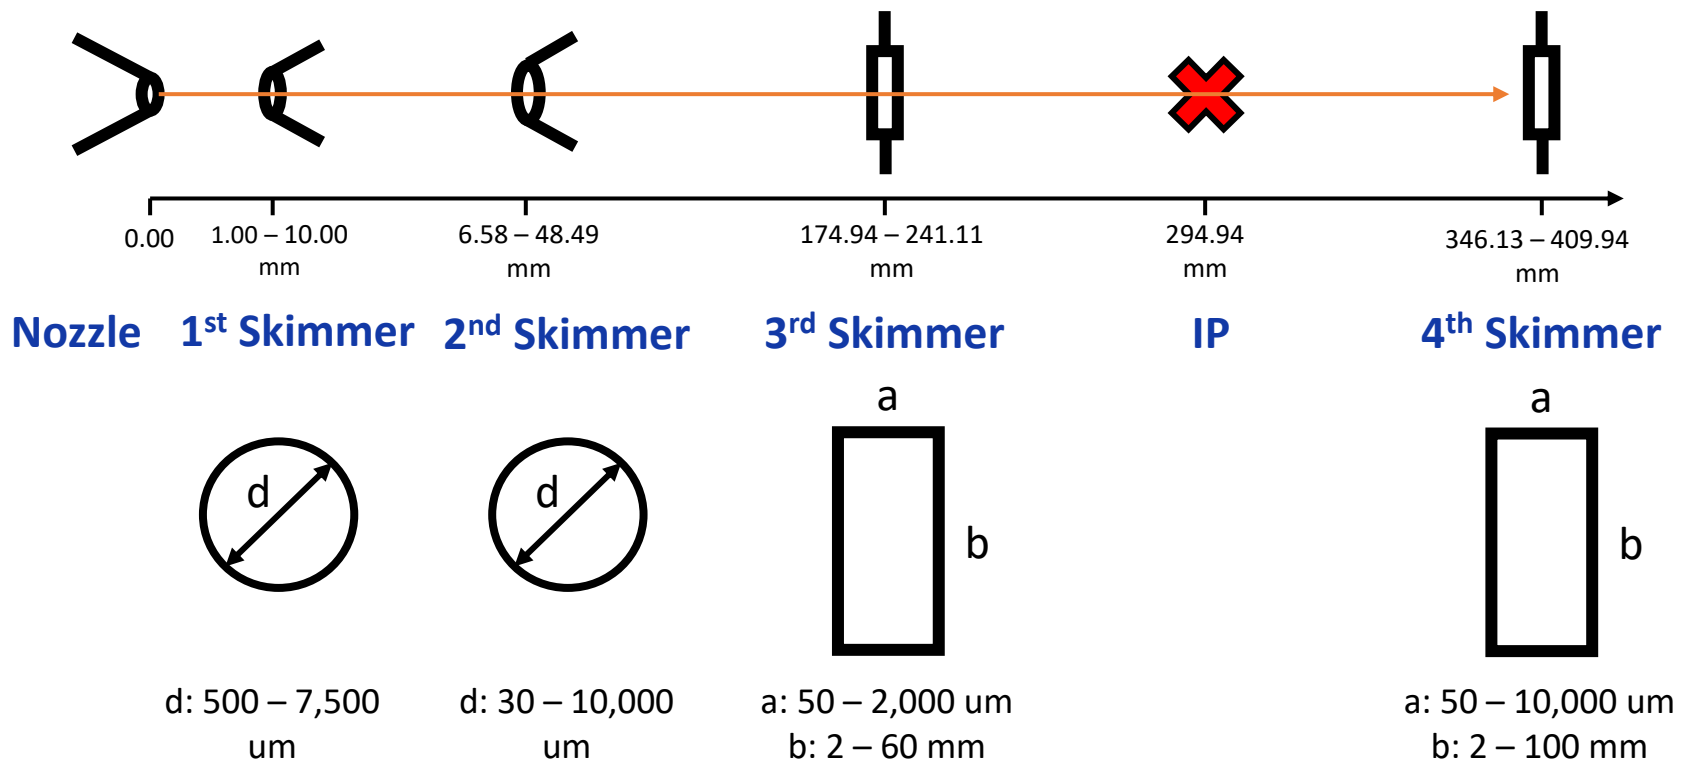 0.00
1.00 – 10.00
mm
6.58 – 48.49
mm
174.94 – 241.11
mm
294.94
mm
346.13 – 409.94
mm
Nozzle
1st Skimmer
2nd Skimmer
3rd Skimmer
IP
4th Skimmer
d
d
a
b
a
b
d: 500 – 7,500
um
d: 30 – 10,000
um
a: 50 – 2,000 um
b: 2 – 60 mm
a: 50 – 10,000 um
b: 2 – 100 mm